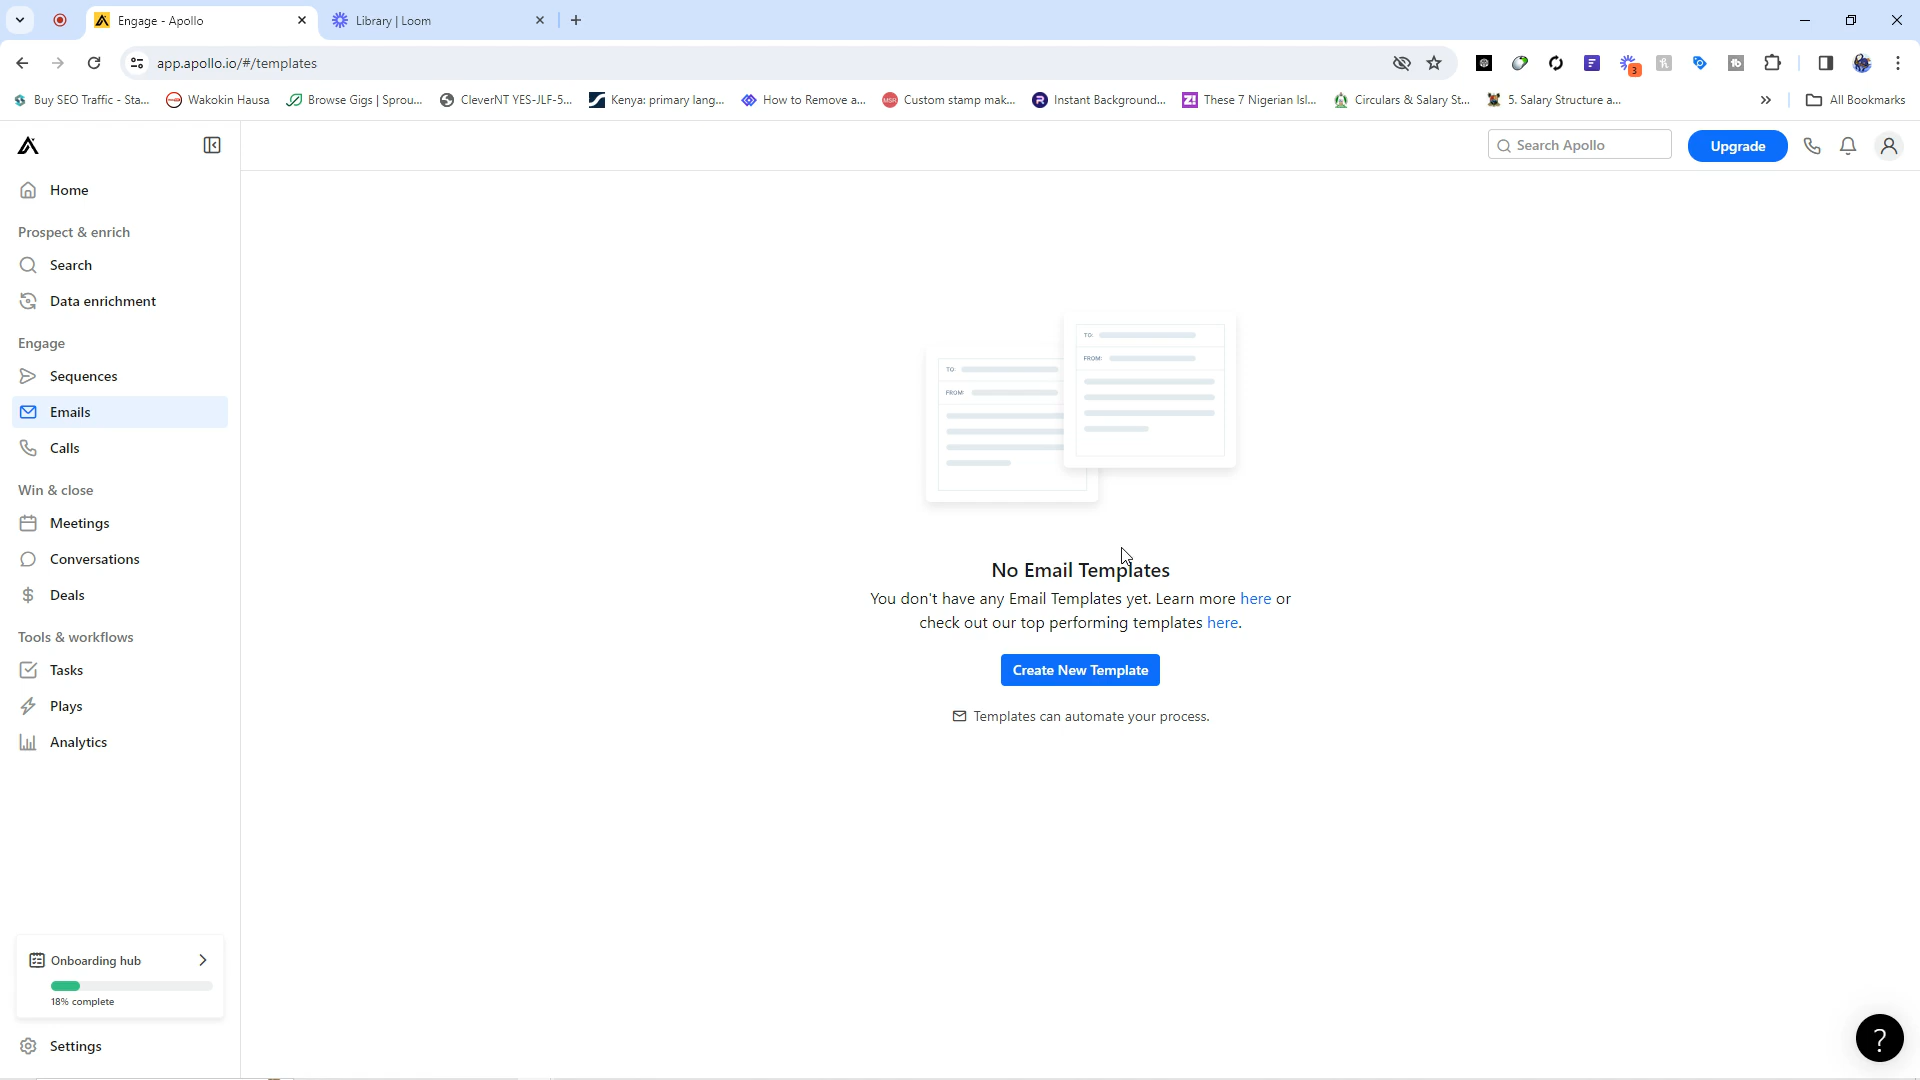 Engage - Apollo
Library | Loom
app.apollo.io/#/templates
3
Buy SEO Traffic - Sta...
Wakokin Hausa
Browse Gigs | Sprou...
CleverNT YES-JLF-5...
Kenya: primary lang...
How to Remove a...
Custom stamp mak...
Instant Background...
These 7 Nigerian Isl...
Circulars & Salary St...
5. Salary Structure a...
All Bookmarks
Search Apollo
Upgrade
Home
Prospect & enrich
Search
Data enrichment
Engage
Sequences
Emails
Calls
Win & close
Meetings
Conversations
Deals
Tools & workflows
Tasks
Plays
Analytics
Onboarding hub
18% complete
Settings
TO:
FROM:
TO:
FROM:
No Email Templates
You don't have any Email Templates yet. Learn more here or
check out our top performing templates here.
Create New Template
Templates can automate your process.
?